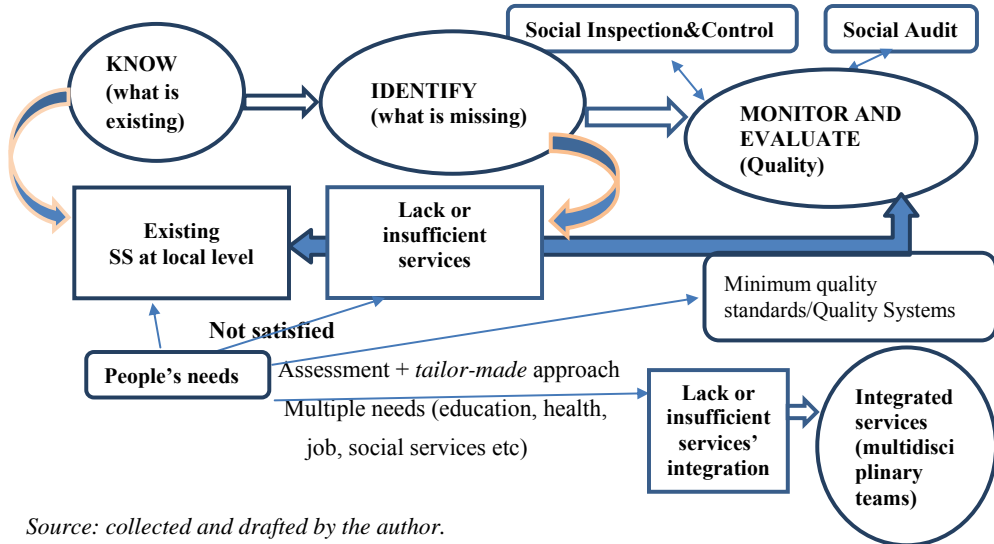 Social Inspection&Control
Social Audit
KNOW
(what is
existing)
IDENTIFY
(what is missing)
MONITOR AND
EVALUATE
(Quality)
Existing
SS at local level
Lack or
insufficient
services
Minimum quality
standards/Quality Systems
Not satisfied
People’s needs
Assessment + tailor-made approach
Multiple needs (education, health,
job, social services etc)
Lack or
insufficient
services’
integration
Integrated
services
(multidisci
plinary
teams)
Source: collected and drafted by the author.